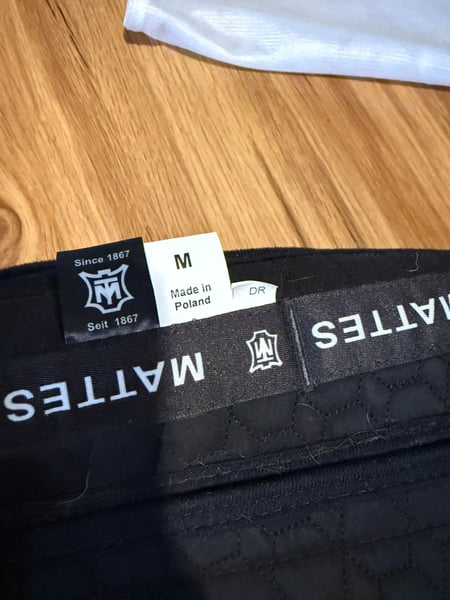 Since 1867
M
Seit 1867
M
Made in
Poland
DR
MATTES
MATTES